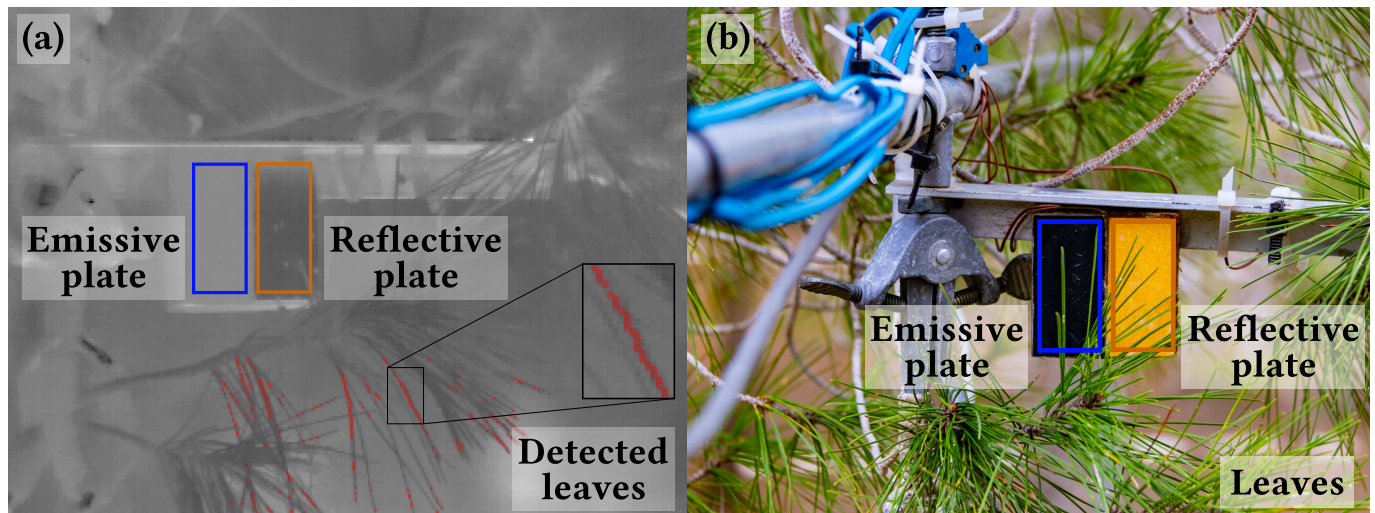 (a)
Emissive
plate
Reflective
plate
Detected
leaves
(b)
Emissive
plate
Reflective
plate
Leaves